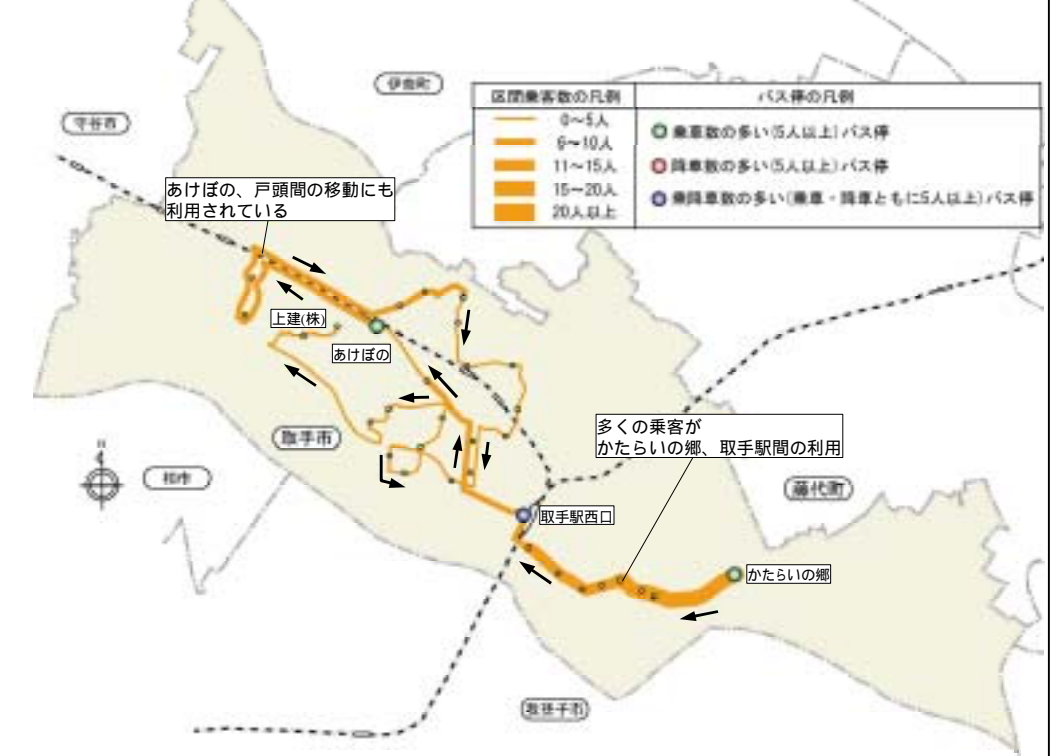 伊奈町
守谷市
区間乗客数の凡例
バス停の凡例
0～5人
6～10人
11～15人
15～20人
20人以上
乗車数の多い(5人以上)バス停
降車数の多い(5人以上)バス停
乗降車数の多い(乗車・降車ともに5人以上)バス停
あけぼの、戸頭間の移動にも
利用されている
上建(株)
あけぼの
取手市
柏市
多くの乗客が
かたらいの郷、取手駅間の利用
藤代町
取手駅西口
かたらいの郷
我孫子市